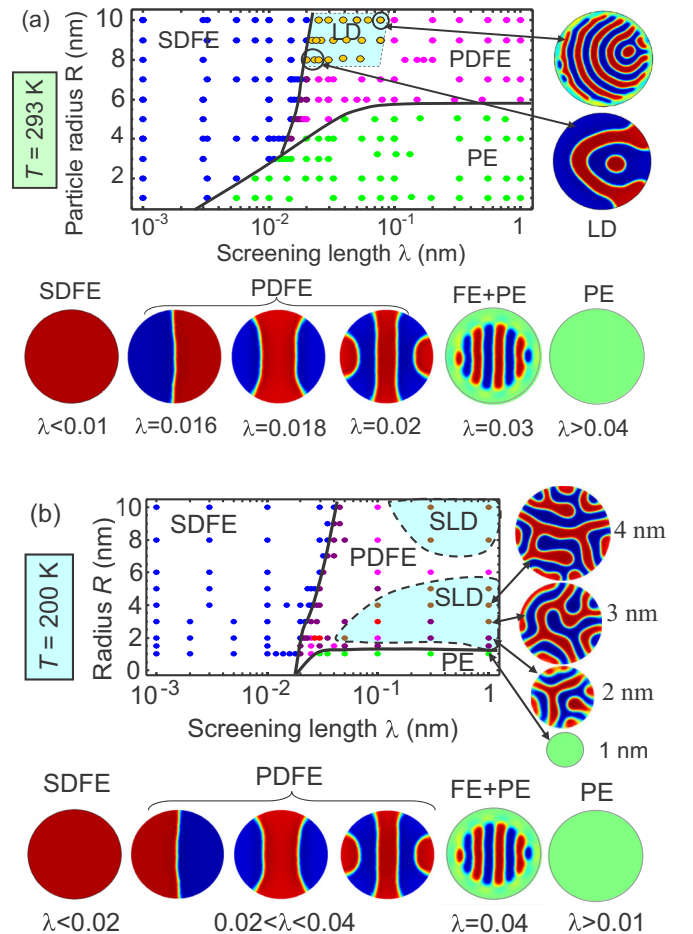 (a)
T = 293 K
Particle radius R (nm)
10
8
6
4
2
SDFE
LD
PDFE
PE
10⁻³
10⁻²
10⁻¹
1
Screening length λ (nm)
LD
SDFE
PDFE
FE+PE
PE
λ<0.01
λ=0.016
λ=0.018
λ=0.02
λ=0.03
λ>0.04
(b)
T = 200 K
Radius R (nm)
10
8
6
4
2
0
SDFE
SLD
PDFE
SLD
PE
10⁻³
10⁻²
10⁻¹
1
Screening length λ (nm)
4 nm
3 nm
2 nm
1 nm
SDFE
PDFE
FE+PE
PE
λ<0.02
0.02<λ<0.04
λ=0.04
λ>0.01